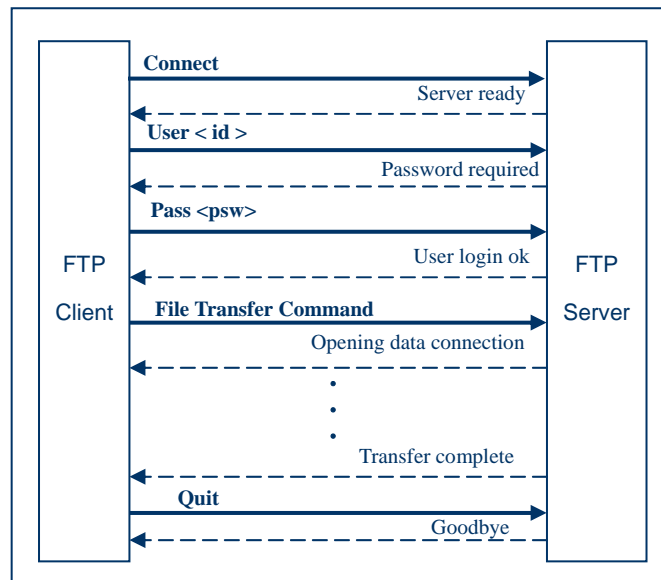 Connect
Server ready
User < id >
Password required
Pass <psw>
User login ok
FTP
Client
FTP
Server
File Transfer Command
Opening data connection
Transfer complete
Quit
Goodbye